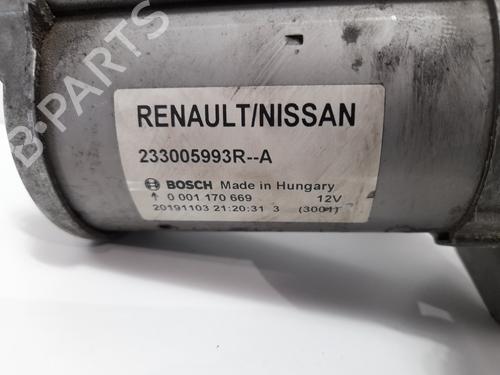 B-PARTS
RENAULT/NISSAN
233005993R--A
BOSCH Made in Hungary
0 001 170 669 12V
20191103 21:20:31 3 (3001)